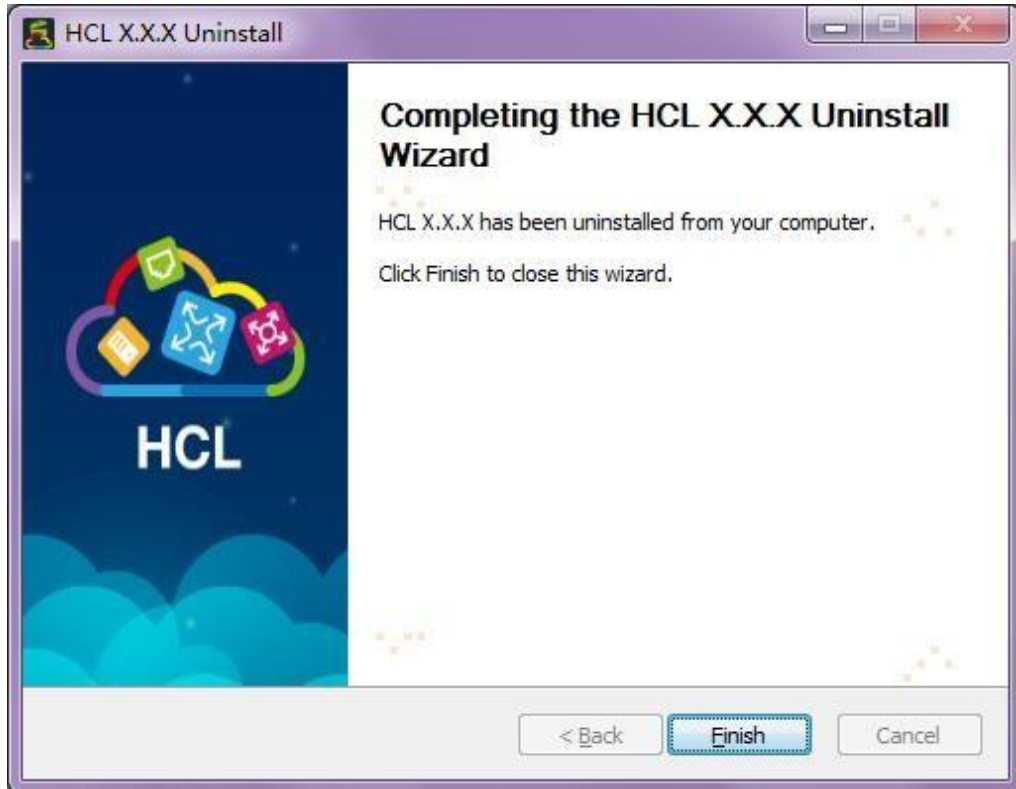 HCL X.X.X Uninstall
Completing the HCL X.X.X Uninstall
Wizard
HCL X.X.X has been uninstalled from your computer.
Click Finish to close this wizard.
HCL
< Back
Finish
Cancel